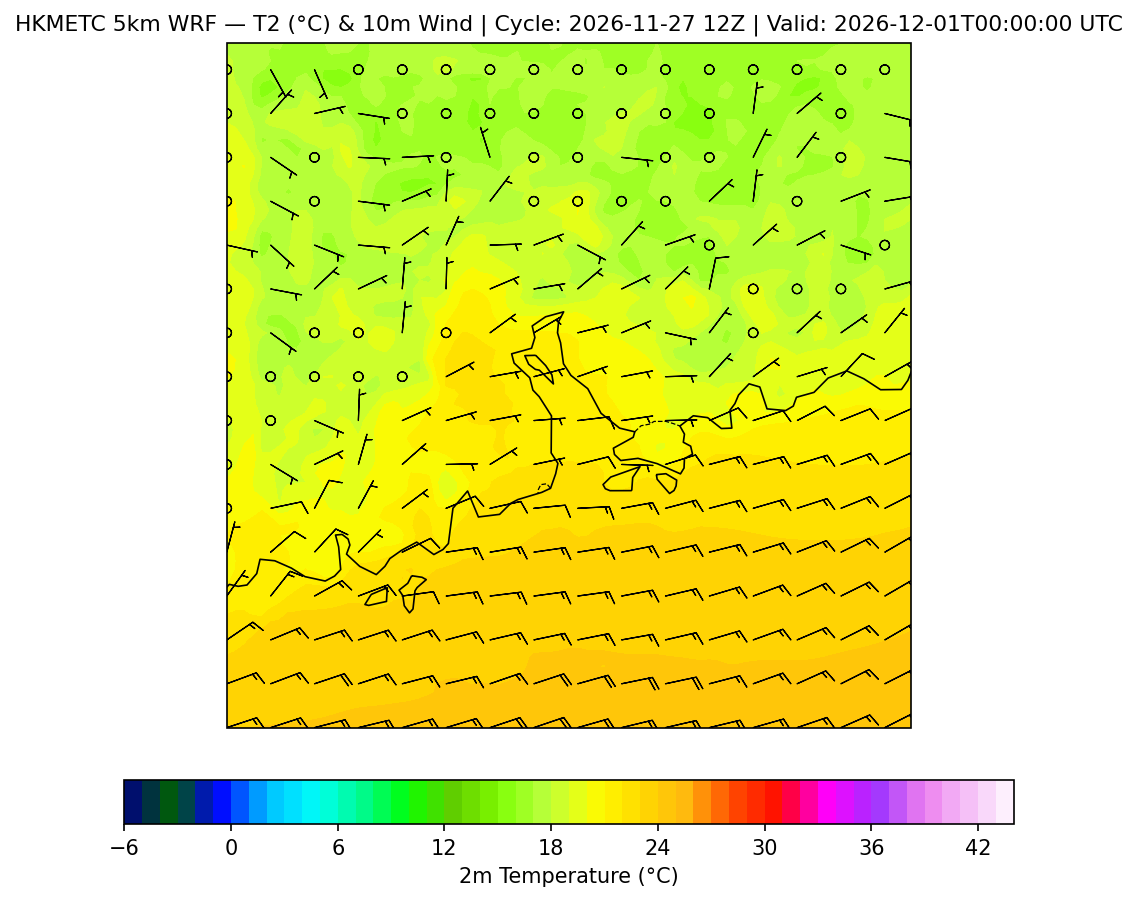 HKMETC 5km WRF — T2 (°C) & 10m Wind | Cycle: 2026-11-27 12Z | Valid: 2026-12-01T00:00:00 UTC
−6 0 6 12 18 24 30 36 42
2m Temperature (°C)